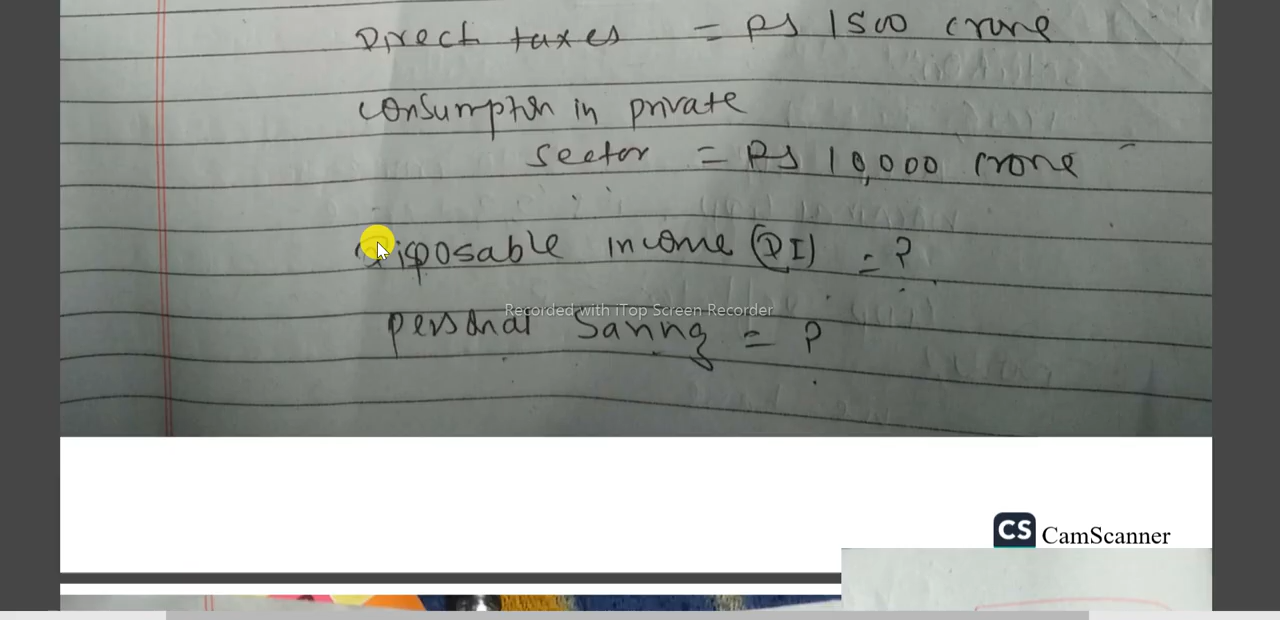 Direct taxes = Rs 1500 crore
consumption in private
sector = Rs 10,000 crore
Disposable income (DI) = ?
Recorded with iTop Screen Recorder
personal Saving = ?
CS CamScanner